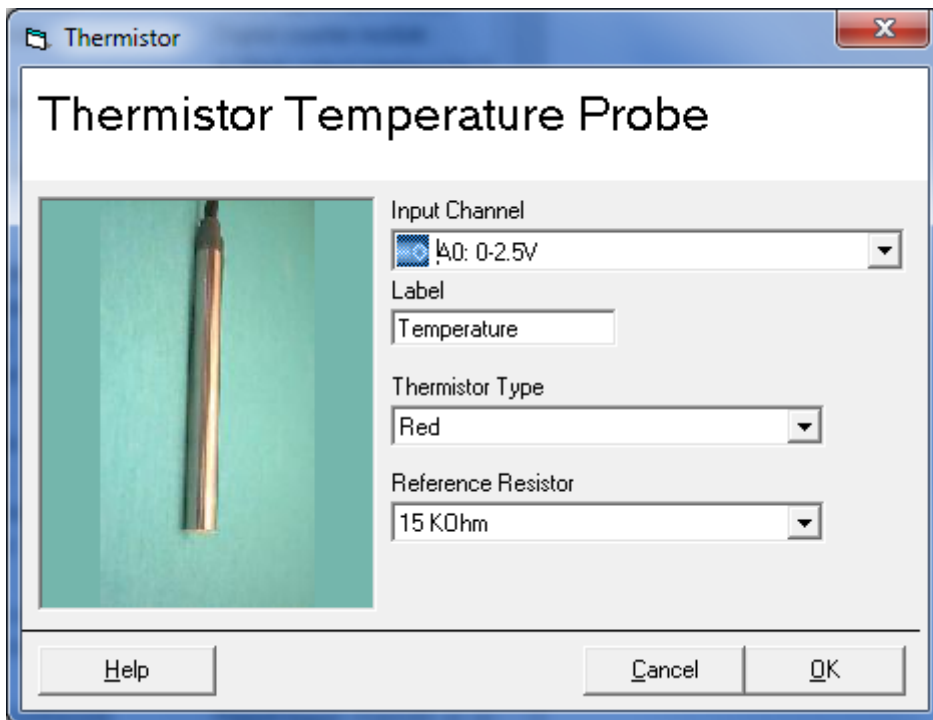 Thermistor
Thermistor Temperature Probe
Input Channel
A0: 0-2.5V
Label
Temperature
Thermistor Type
Red
Reference Resistor
15 KOhm
Help
Cancel
OK